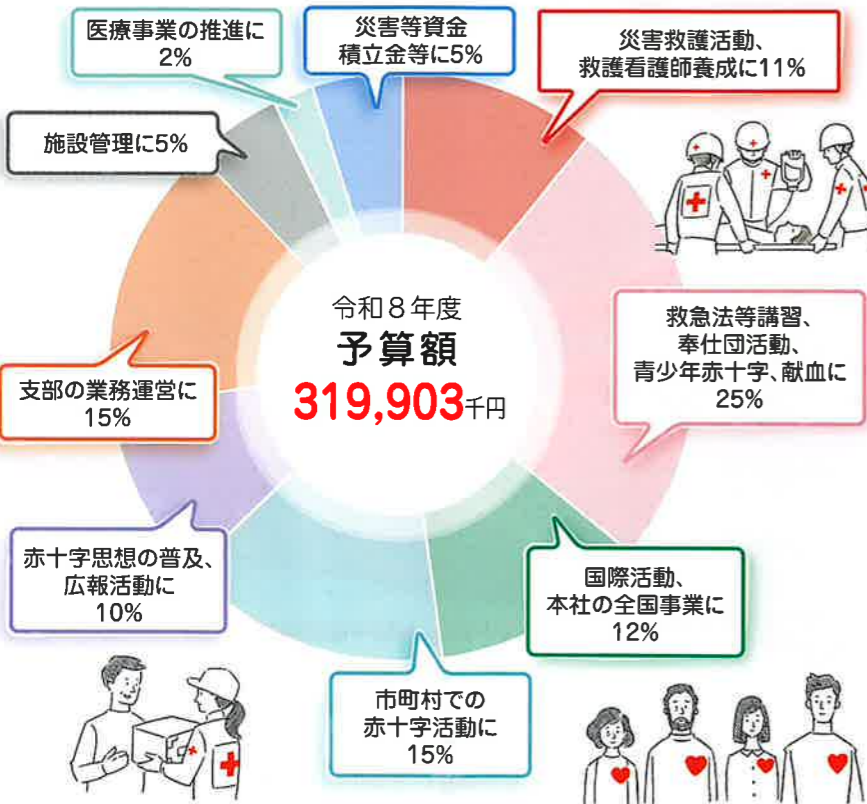 医療事業の推進に
2%
災害等資金
積立金等に5%
災害救護活動、
救護看護師養成に11%
施設管理に5%
令和8年度
予算額
319,903千円
救急法等講習、
奉仕団活動、
青少年赤十字、献血に
25%
支部の業務運営に
15%
赤十字思想の普及、
広報活動に
10%
国際活動、
本社の全国事業に
12%
市町村での
赤十字活動に
15%